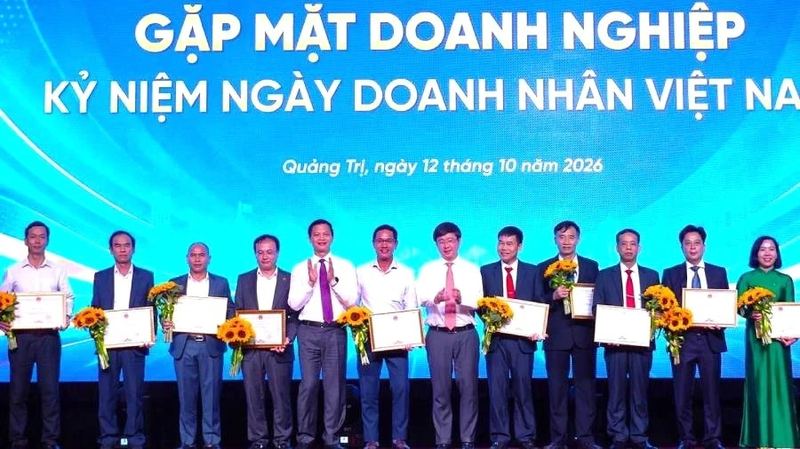 GẶP MẶT DOANH NGHIỆP
KỶ NIỆM NGÀY DOANH NHÂN VIỆT NA
Quảng Trị, ngày 12 tháng 10 năm 2026